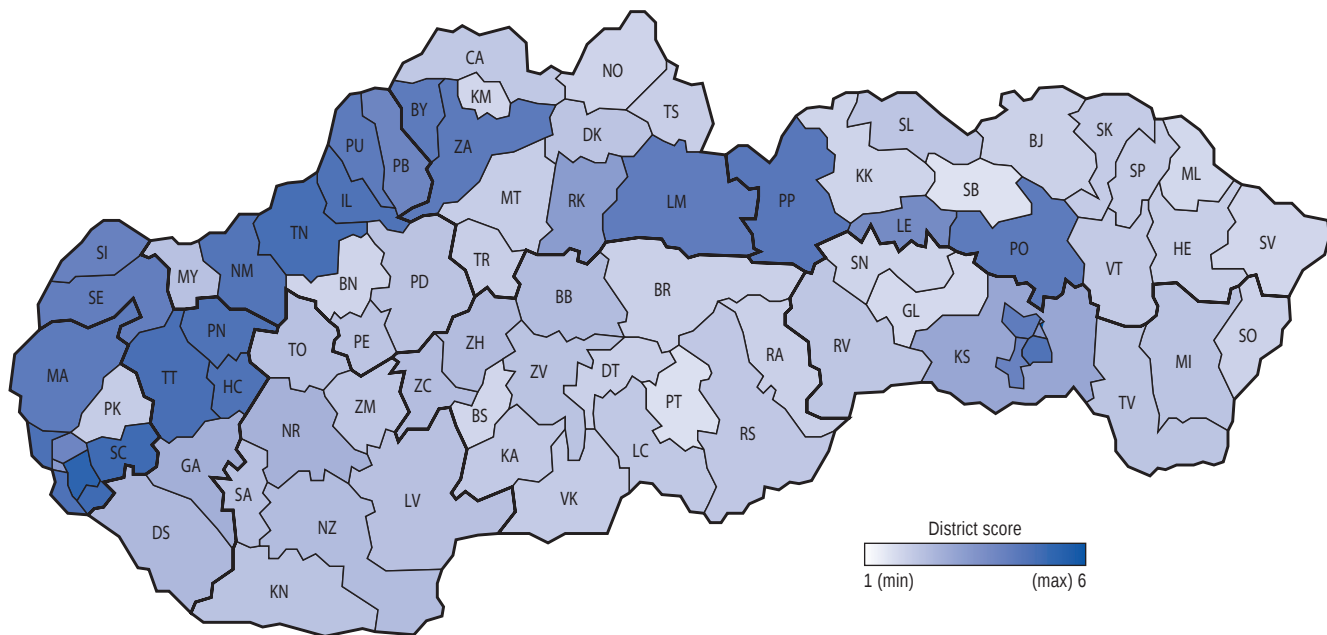 CA
NO
KM
TS
BY
DK
ZA
PU
PB
SL
SK
BJ
SP
ML
KK
SB
IL
MT
RK
LM
PP
LE
PO
HE
SV
TN
SI
MY
NM
TR
SN
VT
BN
PD
SE
BB
BR
GL
PN
TO
PE
ZH
RV
KS
SO
MA
TT
HC
ZC
ZV
DT
RA
MI
PK
ZM
BS
PT
TV
NR
SC
GA
KA
LC
RS
SA
LV
VK
DS
NZ
KN
District score
1 (min)
(max) 6